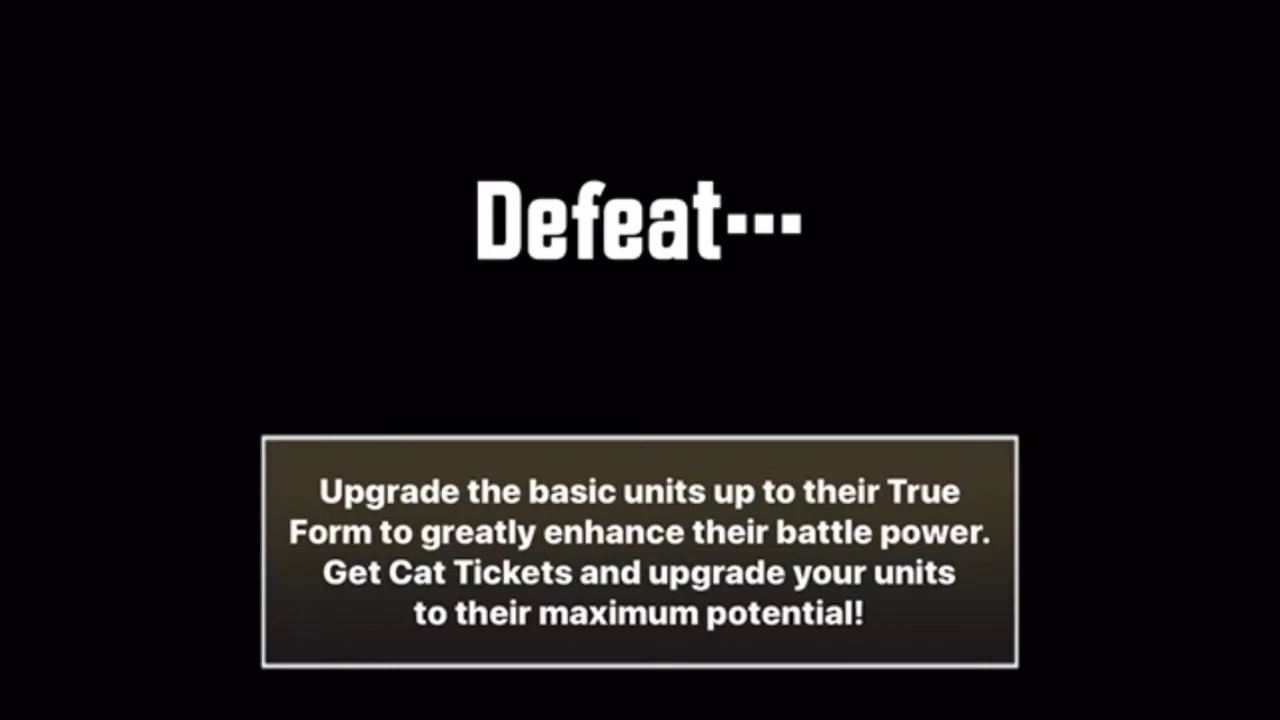 Defeat···
Upgrade the basic units up to their True
Form to greatly enhance their battle power.
Get Cat Tickets and upgrade your units
to their maximum potential!